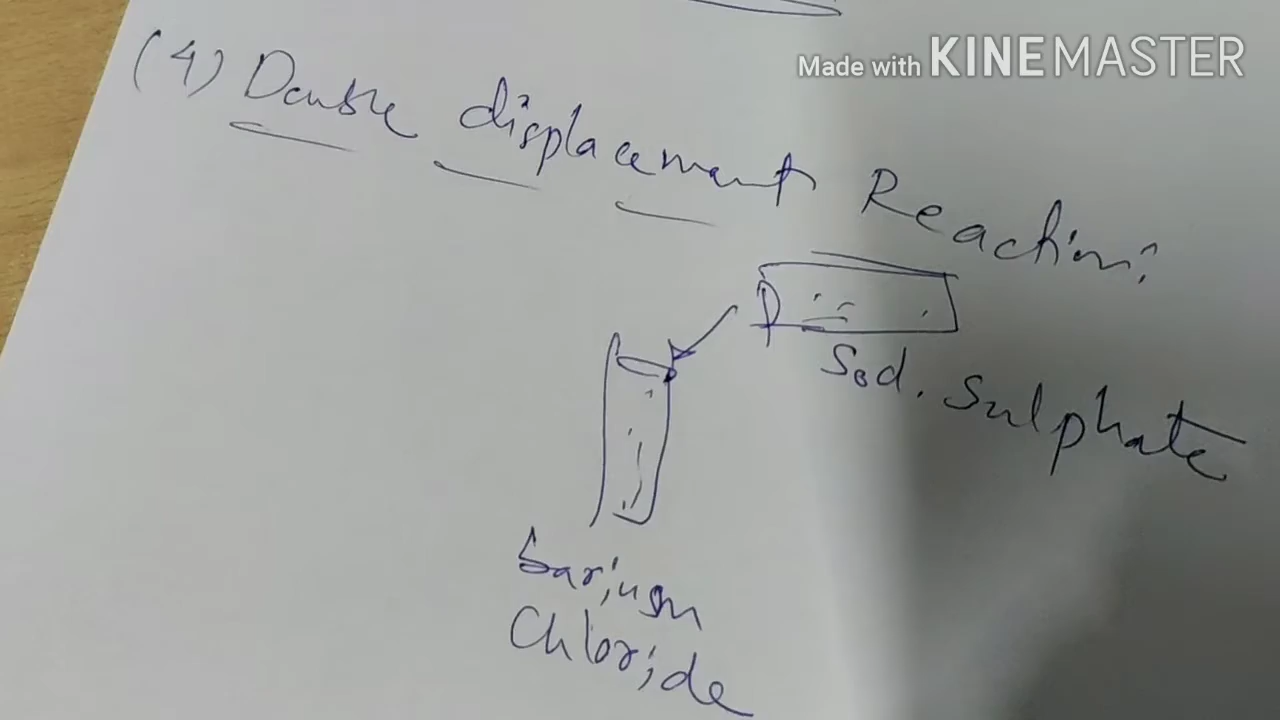 Made with KINEMASTER
(4) Double displacement Reaction:
Sod. Sulphate
barium
Chloride